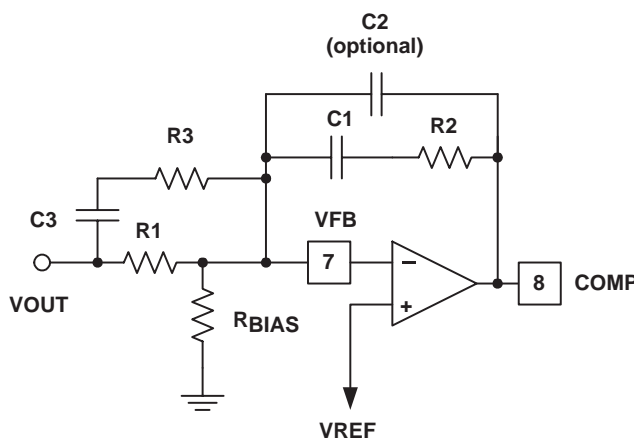 C2
(optional)
C1
R2
R3
C3
R1
VFB
7
VOUT
RBIAS
8
COMP
VREF